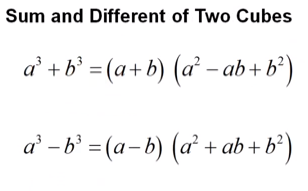 Sum and Different of Two Cubes
a³ + b³ = (a + b) (a² – ab + b²)
a³ – b³ = (a – b) (a² + ab + b²)